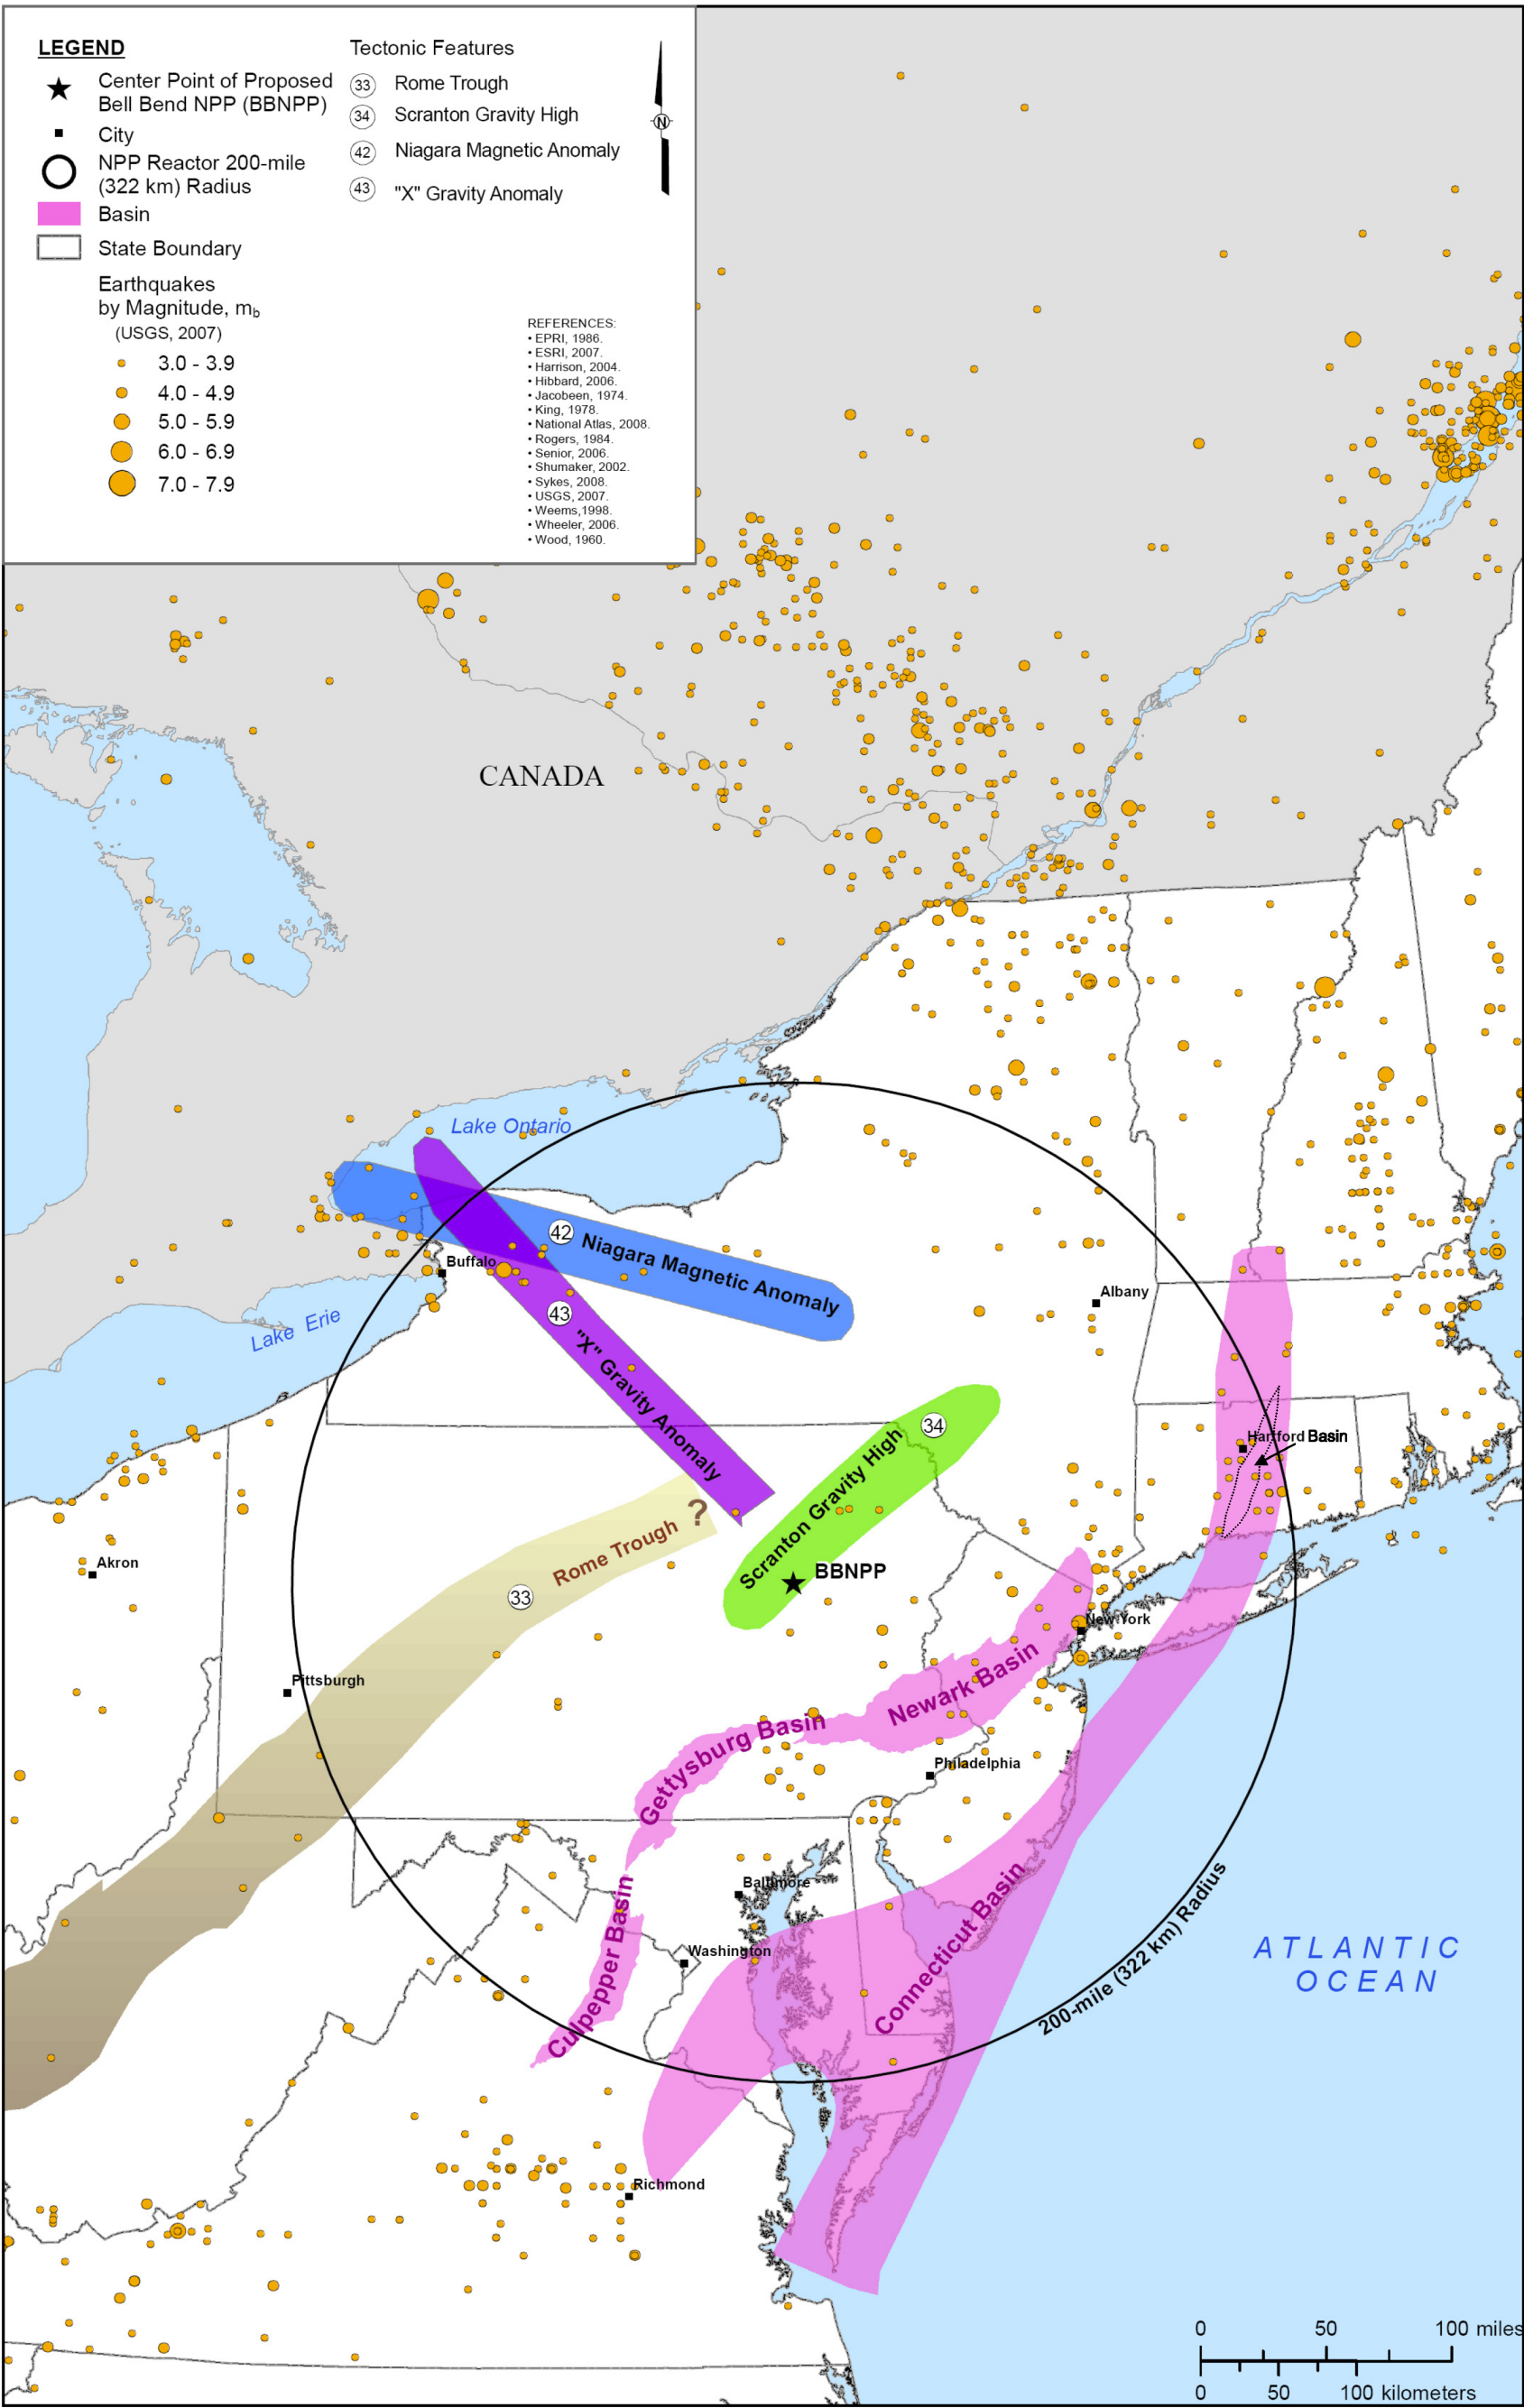 LEGEND
Center Point of Proposed
Bell Bend NPP (BBNPP)
City
NPP Reactor 200-mile
(322 km) Radius
Basin
State Boundary
Earthquakes
by Magnitude, mb
(USGS, 2007)
3.0 - 3.9
4.0 - 4.9
5.0 - 5.9
6.0 - 6.9
7.0 - 7.9
Tectonic Features
33 Rome Trough
34 Scranton Gravity High
42 Niagara Magnetic Anomaly
43 "X" Gravity Anomaly
N
REFERENCES:
• EPRI, 1986.
• ESRI, 2007.
• Harrison, 2004.
• Hibbard, 2006.
• Jacobeen, 1974.
• King, 1978.
• National Atlas, 2008.
• Rogers, 1984.
• Senior, 2006.
• Shumaker, 2002.
• Sykes, 2008.
• USGS, 2007.
• Weems,1998.
• Wheeler, 2006.
• Wood, 1960.
CANADA
Lake Ontario
42 Niagara Magnetic Anomaly
Buffalo
Lake Erie
43 "X" Gravity Anomaly
Albany
34
Scranton Gravity High
Hartford Basin
Rome Trough ?
33
Akron
BBNPP
New York
Pittsburgh
Newark Basin
Gettysburg Basin
Philadelphia
Baltimore
Culpepper Basin
Washington
Connecticut Basin
200-mile (322 km) Radius
ATLANTIC
OCEAN
Richmond
0 50 100 miles
0 50 100 kilometers